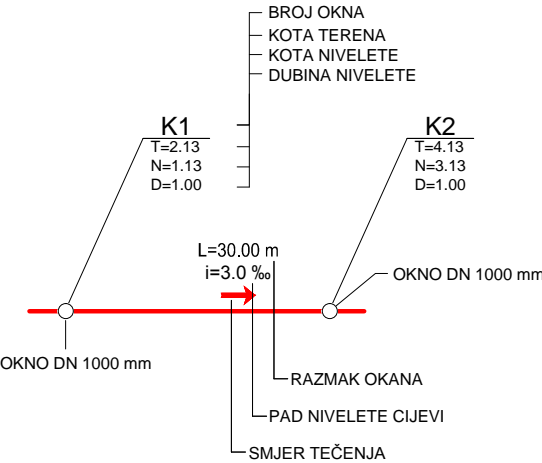 BROJ OKNA
KOTA TERENA
KOTA NIVELETE
DUBINA NIVELETE
K1
T=2.13
N=1.13
D=1.00
K2
T=4.13
N=3.13
D=1.00
L=30.00 m
i=3.0 ‰
OKNO DN 1000 mm
OKNO DN 1000 mm
RAZMAK OKANA
PAD NIVELETE CIJEVI
SMJER TEČENJA